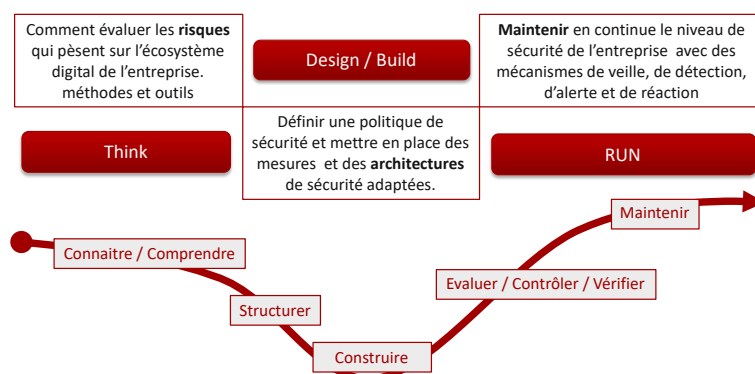 Comment évaluer les risques
qui pèsent sur l’écosystème
digital de l’entreprise.
méthodes et outils
Think
Design / Build
Définir une politique de
sécurité et mettre en place des
mesures et des architectures
de sécurité adaptées.
Maintenir en continue le niveau de
sécurité de l’entreprise avec des
mécanismes de veille, de détection,
d’alerte et de réaction
RUN
Connaitre / Comprendre
Structurer
Construire
Evaluer / Contrôler / Vérifier
Maintenir